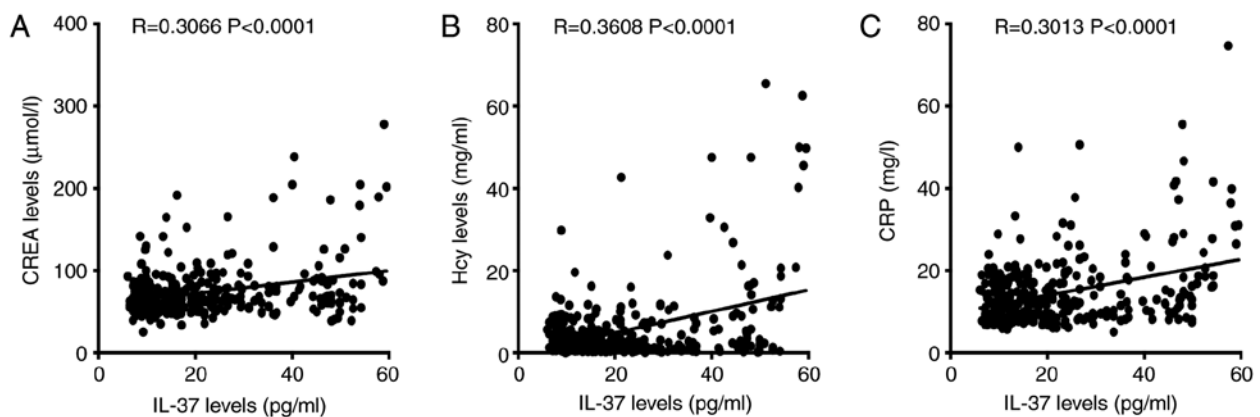 A
R=0.3066 P<0.0001
CREA levels (μmol/l)
400
300
200
100
0
0 20 40 60
IL-37 levels (pg/ml)
B
R=0.3608 P<0.0001
Hcy levels (mg/ml)
80
60
40
20
0
0 20 40 60
IL-37 levels (pg/ml)
C
R=0.3013 P<0.0001
CRP (mg/l)
80
60
40
20
0
0 20 40 60
IL-37 levels (pg/ml)